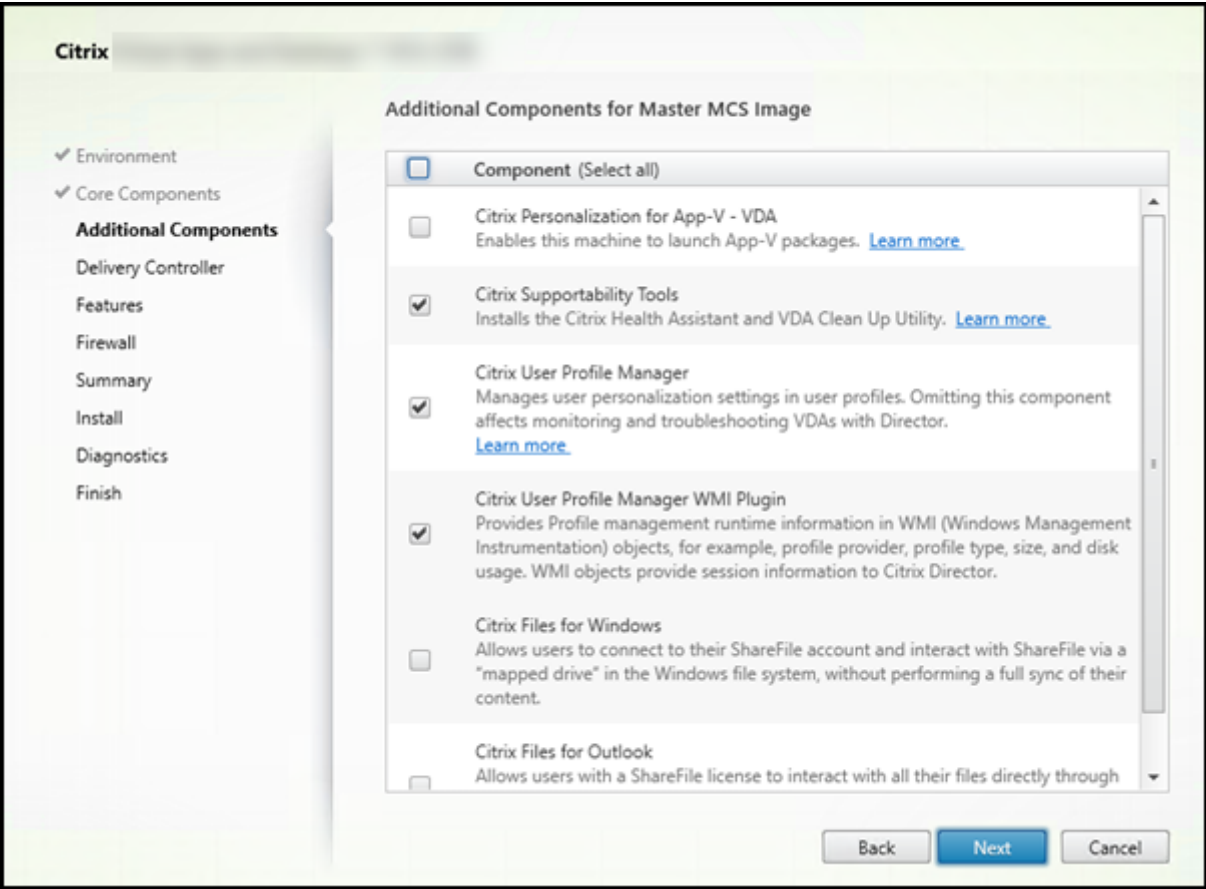 Citrix
Additional Components for Master MCS Image
Environment
Core Components
Additional Components
Delivery Controller
Features
Firewall
Summary
Install
Diagnostics
Finish
Component (Select all)
Citrix Personalization for App-V - VDA
Enables this machine to launch App-V packages. Learn more
Citrix Supportability Tools
Installs the Citrix Health Assistant and VDA Clean Up Utility. Learn more
Citrix User Profile Manager
Manages user personalization settings in user profiles. Omitting this component
affects monitoring and troubleshooting VDAs with Director.
Learn more
Citrix User Profile Manager WMI Plugin
Provides Profile management runtime information in WMI (Windows Management
Instrumentation) objects, for example, profile provider, profile type, size, and disk
usage. WMI objects provide session information to Citrix Director.
Citrix Files for Windows
Allows users to connect to their ShareFile account and interact with ShareFile via a
"mapped drive" in the Windows file system, without performing a full sync of their
content.
Citrix Files for Outlook
Allows users with a ShareFile license to interact with all their files directly through
Back
Next
Cancel